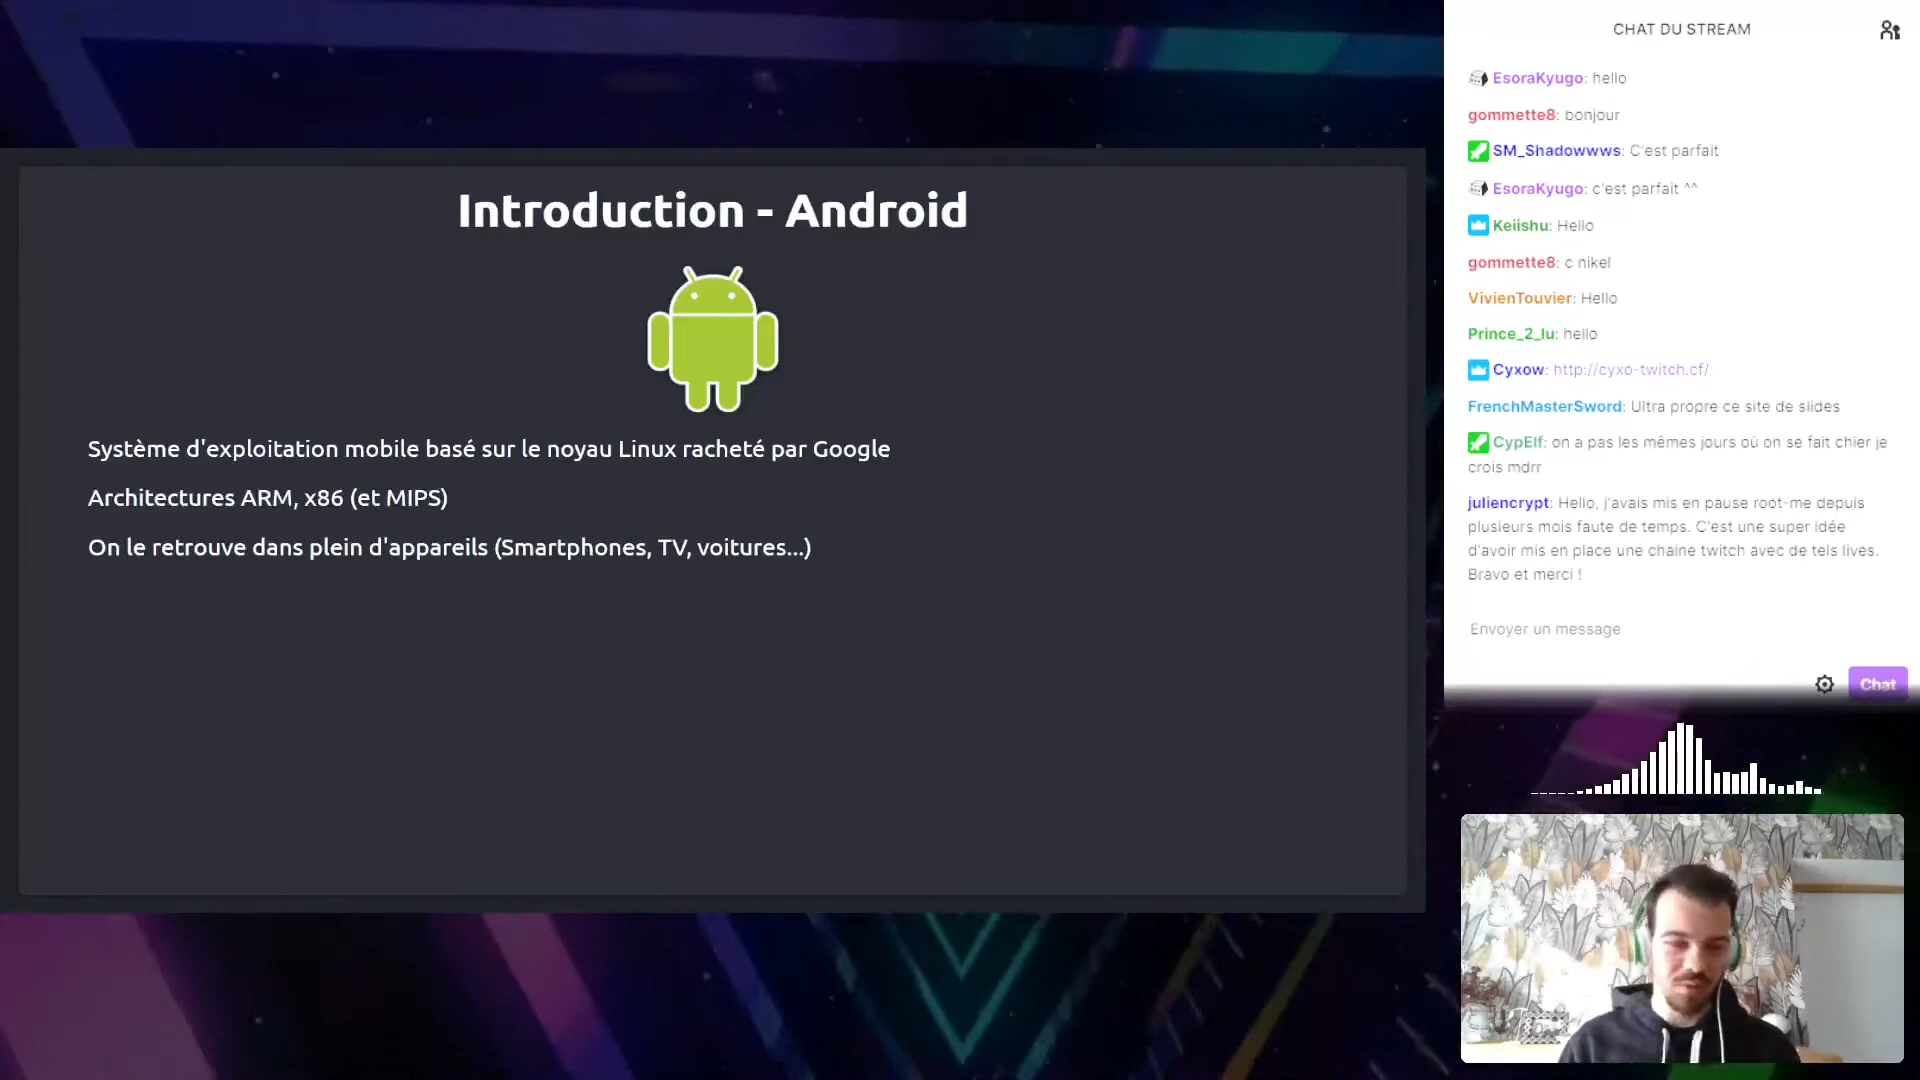 Introduction - Android
Système d'exploitation mobile basé sur le noyau Linux racheté par Google
Architectures ARM, x86 (et MIPS)
On le retrouve dans plein d'appareils (Smartphones, TV, voitures...)
CHAT DU STREAM
EsoraKyugo: hello
gommette8: bonjour
SM_Shadowwws: C'est parfait
EsoraKyugo: c'est parfait ^^
Keiishu: Hello
gommette8: c nikel
VivienTouvier: Hello
Prince_2_lu: hello
Cyxow: http://cyxo-twitch.cf/
FrenchMasterSword: Ultra propre ce site de slides
CypElf: on a pas les mêmes jours où on se fait chier je
crois mdrr
juliencrypt: Hello, j'avais mis en pause root-me depuis
plusieurs mois faute de temps. C'est une super idée
d'avoir mis en place une chaine twitch avec de tels lives.
Bravo et merci !
Envoyer un message
Chat